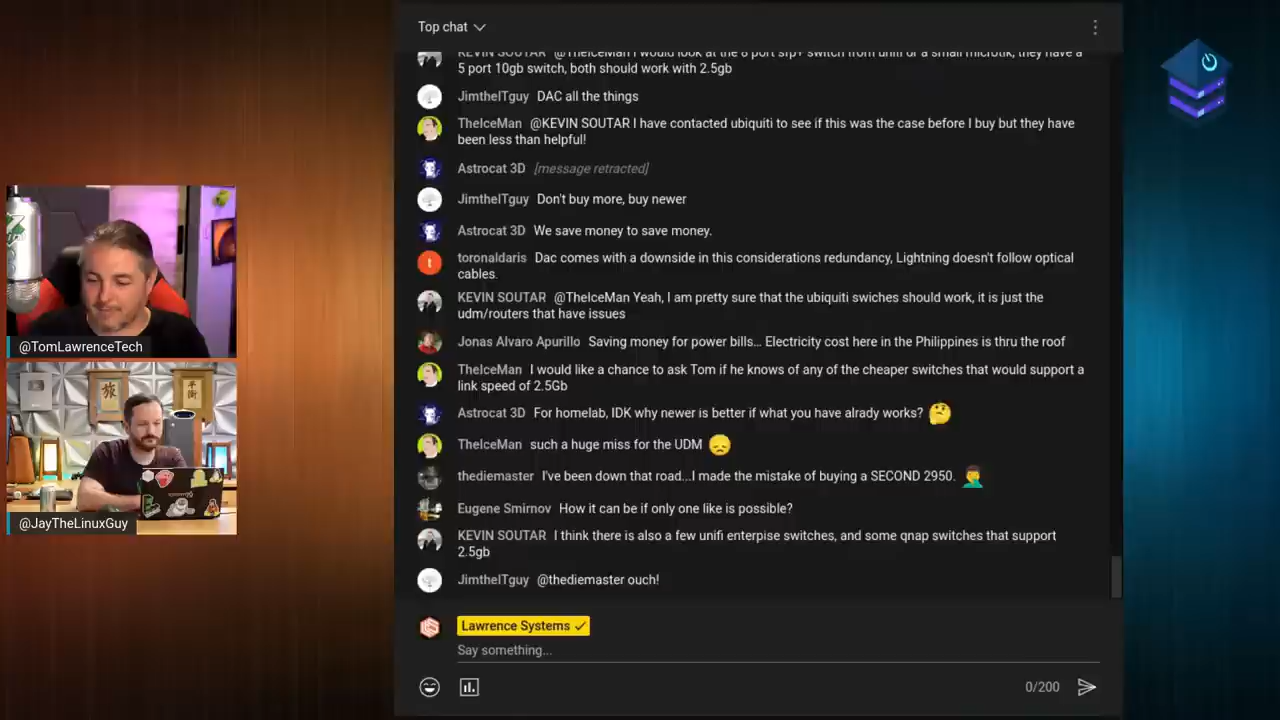 Top chat
KEVIN SOUTAR @TheIceMan I would look at the 8 port sfp+ switch from unifi or a small microtik, they have a
5 port 10gb switch, both should work with 2.5gb
JimtheITguy DAC all the things
TheIceMan @KEVIN SOUTAR I have contacted ubiquiti to see if this was the case before I buy but they have
been less than helpful!
Astrocat 3D [message retracted]
JimtheITguy Don't buy more, buy newer
Astrocat 3D We save money to save money.
toronaldaris Dac comes with a downside in this considerations redundancy, Lightning doesn't follow optical
cables.
KEVIN SOUTAR @TheIceMan Yeah, I am pretty sure that the ubiquiti swiches should work, it is just the
udm/routers that have issues
Jonas Alvaro Apurillo Saving money for power bills... Electricity cost here in the Philippines is thru the roof
TheIceMan I would like a chance to ask Tom if he knows of any of the cheaper switches that would support a
link speed of 2.5Gb
Astrocat 3D For homelab, IDK why newer is better if what you have alrady works? 🤔
TheIceMan such a huge miss for the UDM 😞
thediemaster I've been down that road...I made the mistake of buying a SECOND 2950. 🤦‍♂️
Eugene Smirnov How it can be if only one like is possible?
KEVIN SOUTAR I think there is also a few unifi enterpise switches, and some qnap switches that support
2.5gb
JimtheITguy @thediemaster ouch!
Lawrence Systems
Say something...
0/200
@TomLawrenceTech
@JayTheLinuxGuy